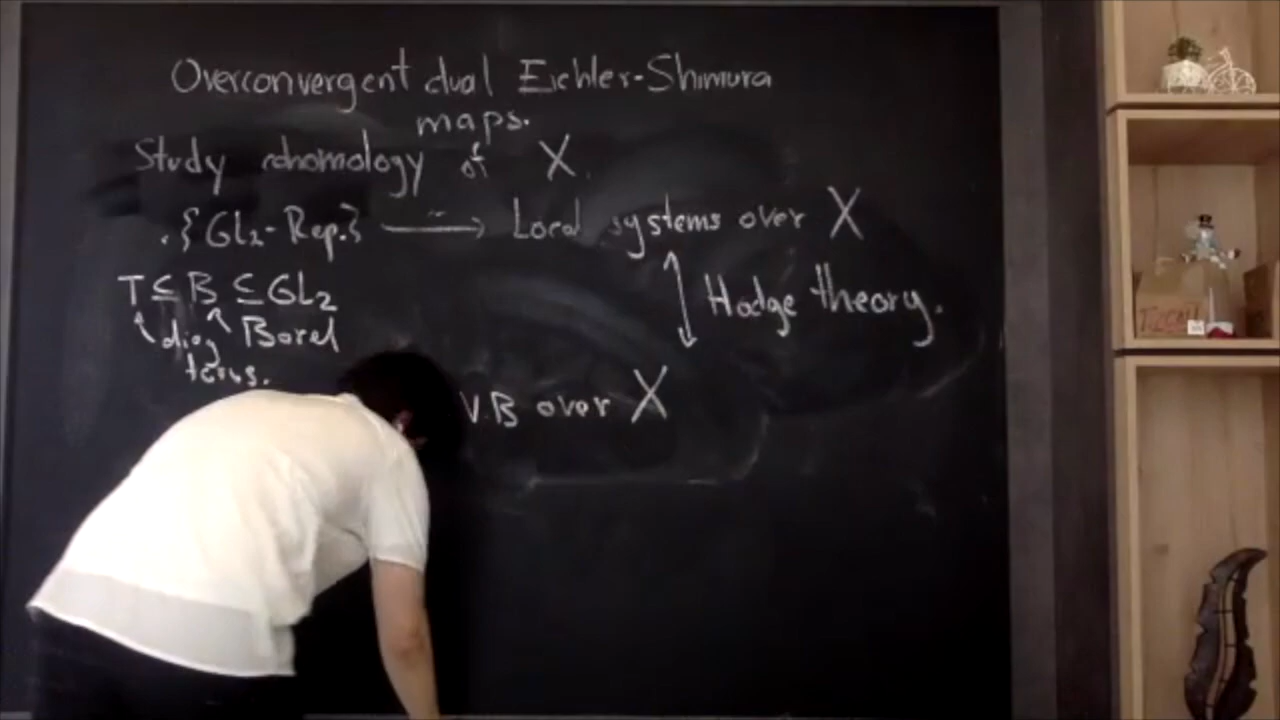 Overconvergent dual Eichler-Shimura
maps.
Study cohomology of X.
. {GL₂-Rep.} ⟶ Local systems over X
T ⊆ B ⊆ GL₂
↕ Hodge theory.
diag Borel
torus.
V.B over X